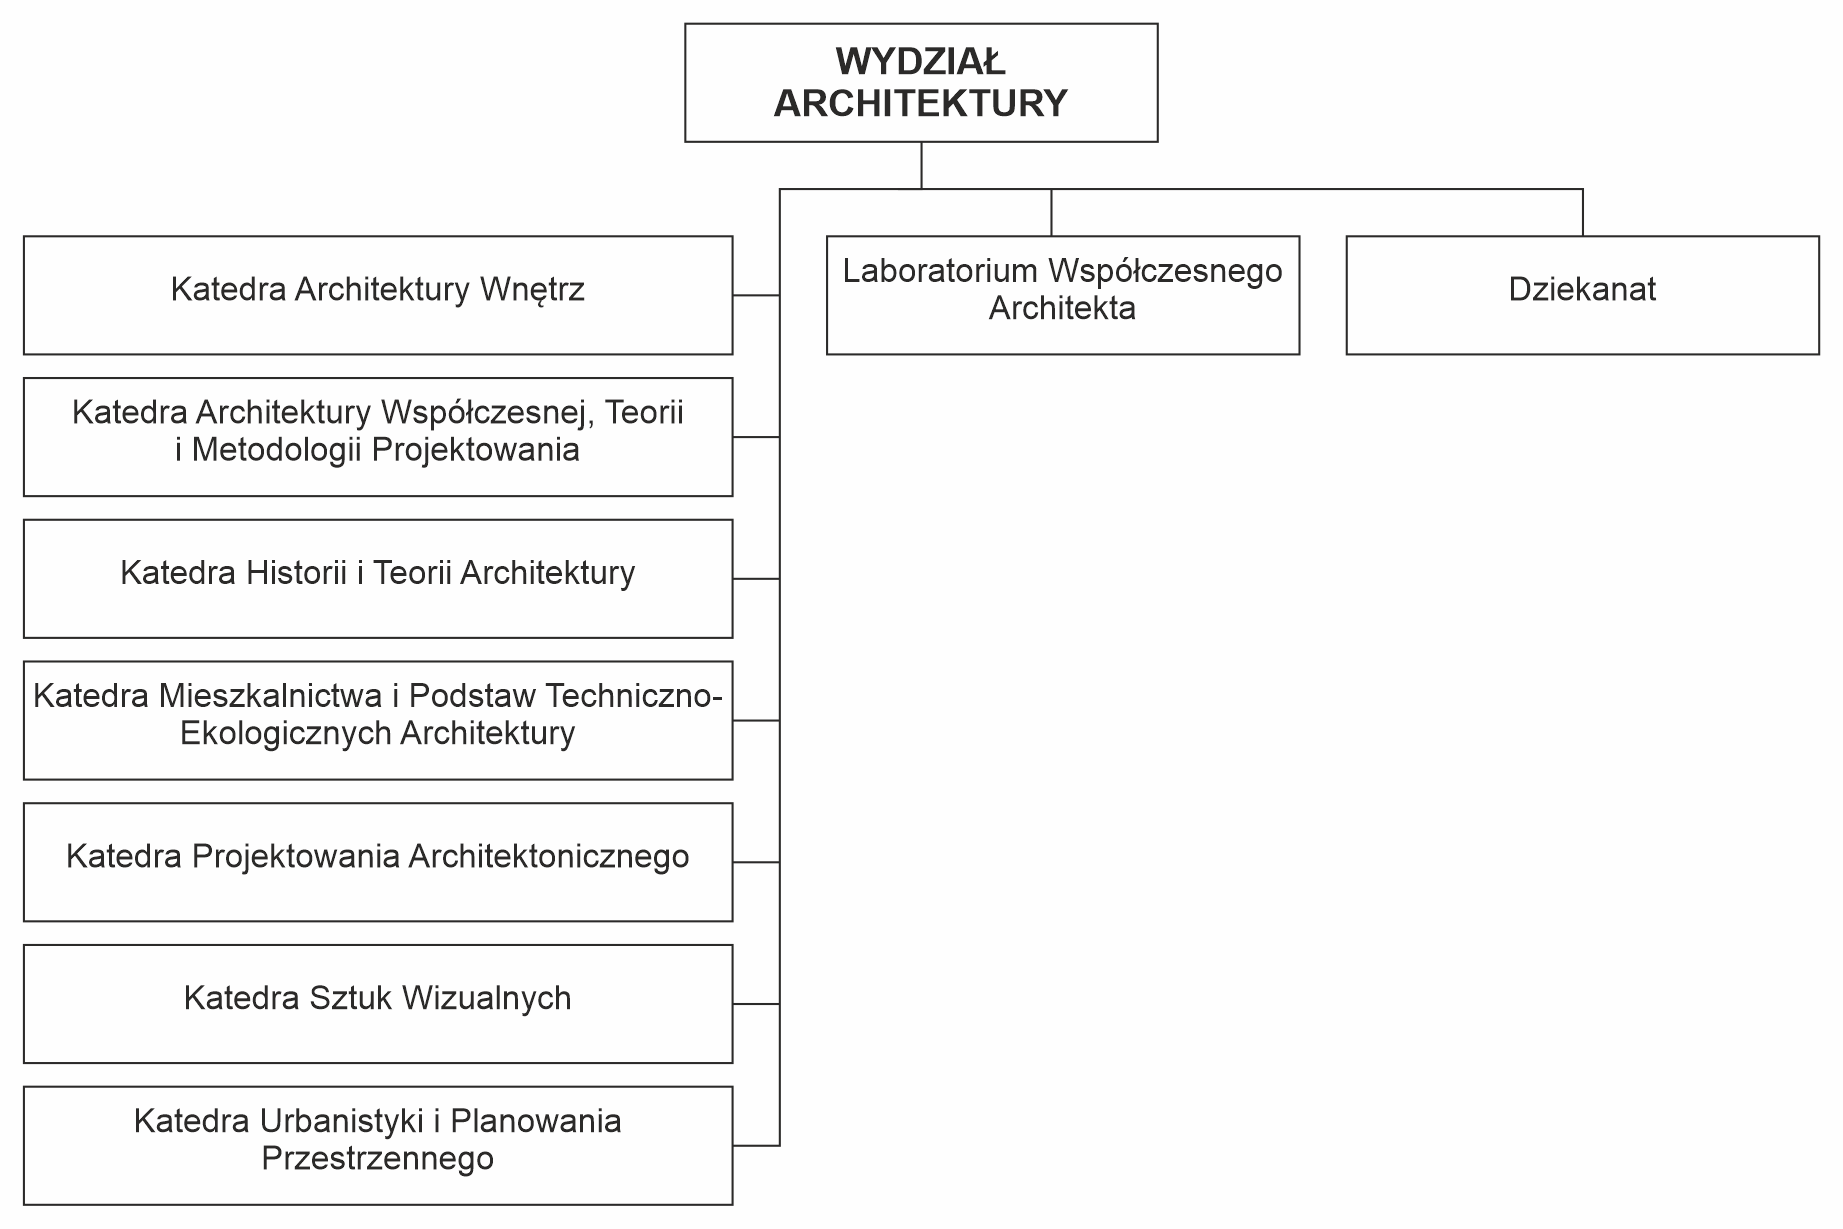 WYDZIAŁ
ARCHITEKTURY
Katedra Architektury Wnętrz
Laboratorium Współczesnego
Architekta
Dziekanat
Katedra Architektury Współczesnej, Teorii
i Metodologii Projektowania
Katedra Historii i Teorii Architektury
Katedra Mieszkalnictwa i Podstaw Techniczno-
Ekologicznych Architektury
Katedra Projektowania Architektonicznego
Katedra Sztuk Wizualnych
Katedra Urbanistyki i Planowania
Przestrzennego